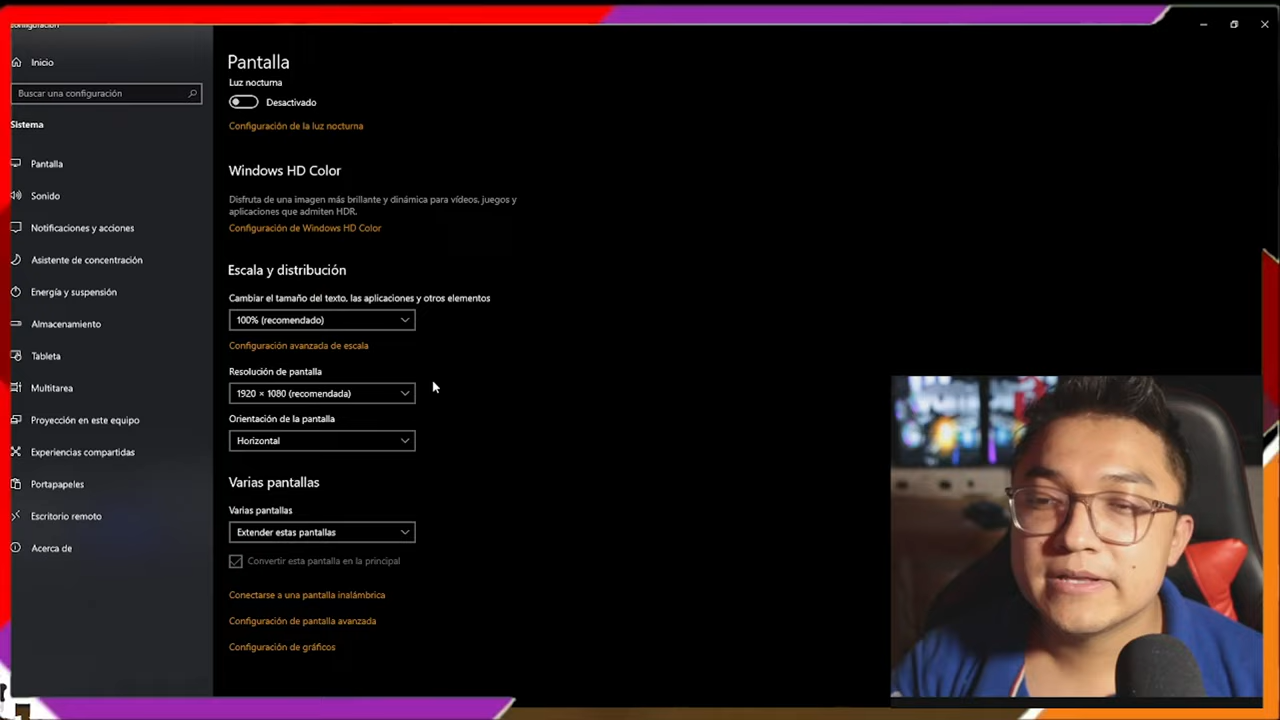 Configuración
Inicio
Buscar una configuración
Sistema
Pantalla
Sonido
Notificaciones y acciones
Asistente de concentración
Energía y suspensión
Almacenamiento
Tableta
Multitarea
Proyección en este equipo
Experiencias compartidas
Portapapeles
Escritorio remoto
Acerca de
Pantalla
Luz nocturna
Desactivado
Configuración de la luz nocturna
Windows HD Color
Disfruta de una imagen más brillante y dinámica para vídeos, juegos y
aplicaciones que admiten HDR.
Configuración de Windows HD Color
Escala y distribución
Cambiar el tamaño del texto, las aplicaciones y otros elementos
100% (recomendado)
Configuración avanzada de escala
Resolución de pantalla
1920 × 1080 (recomendada)
Orientación de la pantalla
Horizontal
Varias pantallas
Varias pantallas
Extender estas pantallas
Convertir esta pantalla en la principal
Conectarse a una pantalla inalámbrica
Configuración de pantalla avanzada
Configuración de gráficos